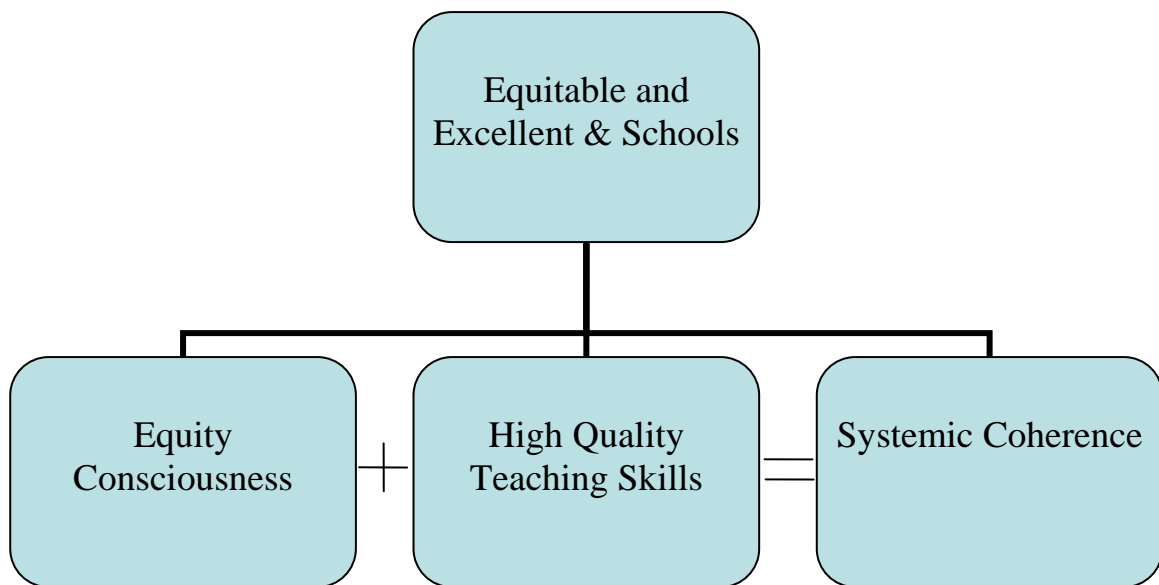 Equitable and
Excellent & Schools
Equity
Consciousness
+
High Quality
Teaching Skills
=
Systemic Coherence